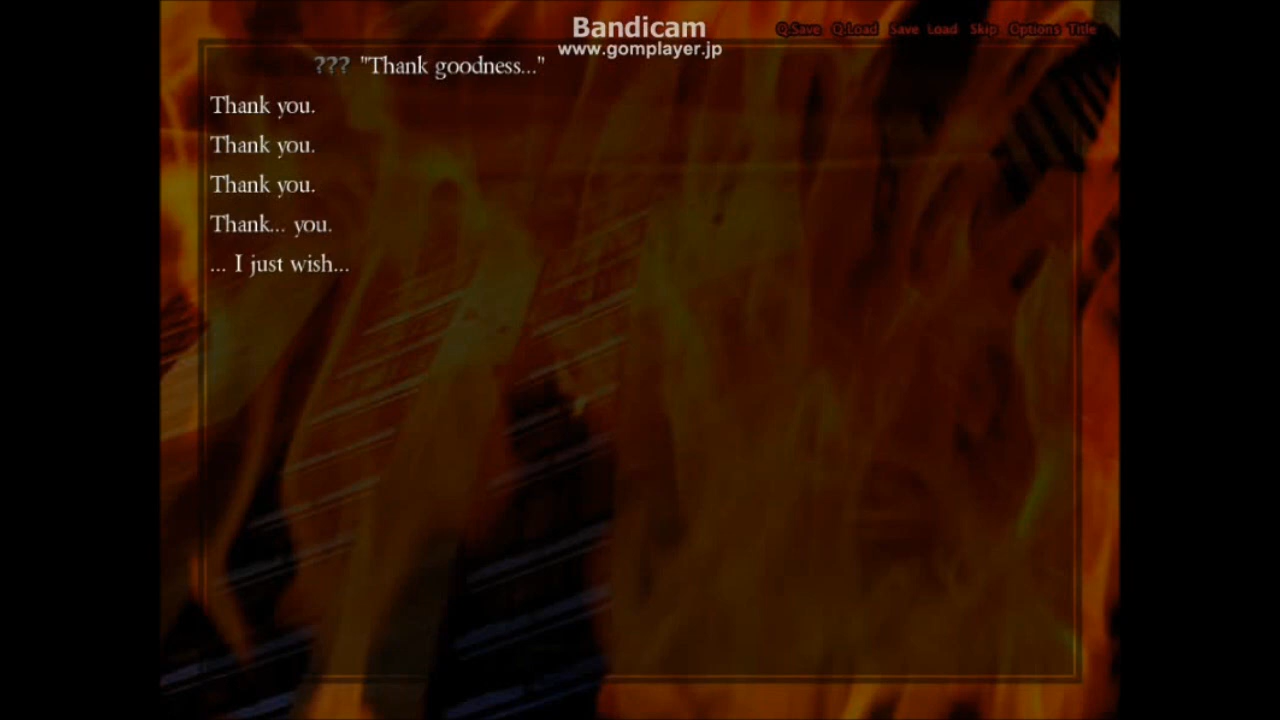 Bandicam
www.gomplayer.jp
Q.Save Q.Load Save Load Skip Options Title
??? "Thank goodness..."
Thank you.
Thank you.
Thank you.
Thank... you.
... I just wish...